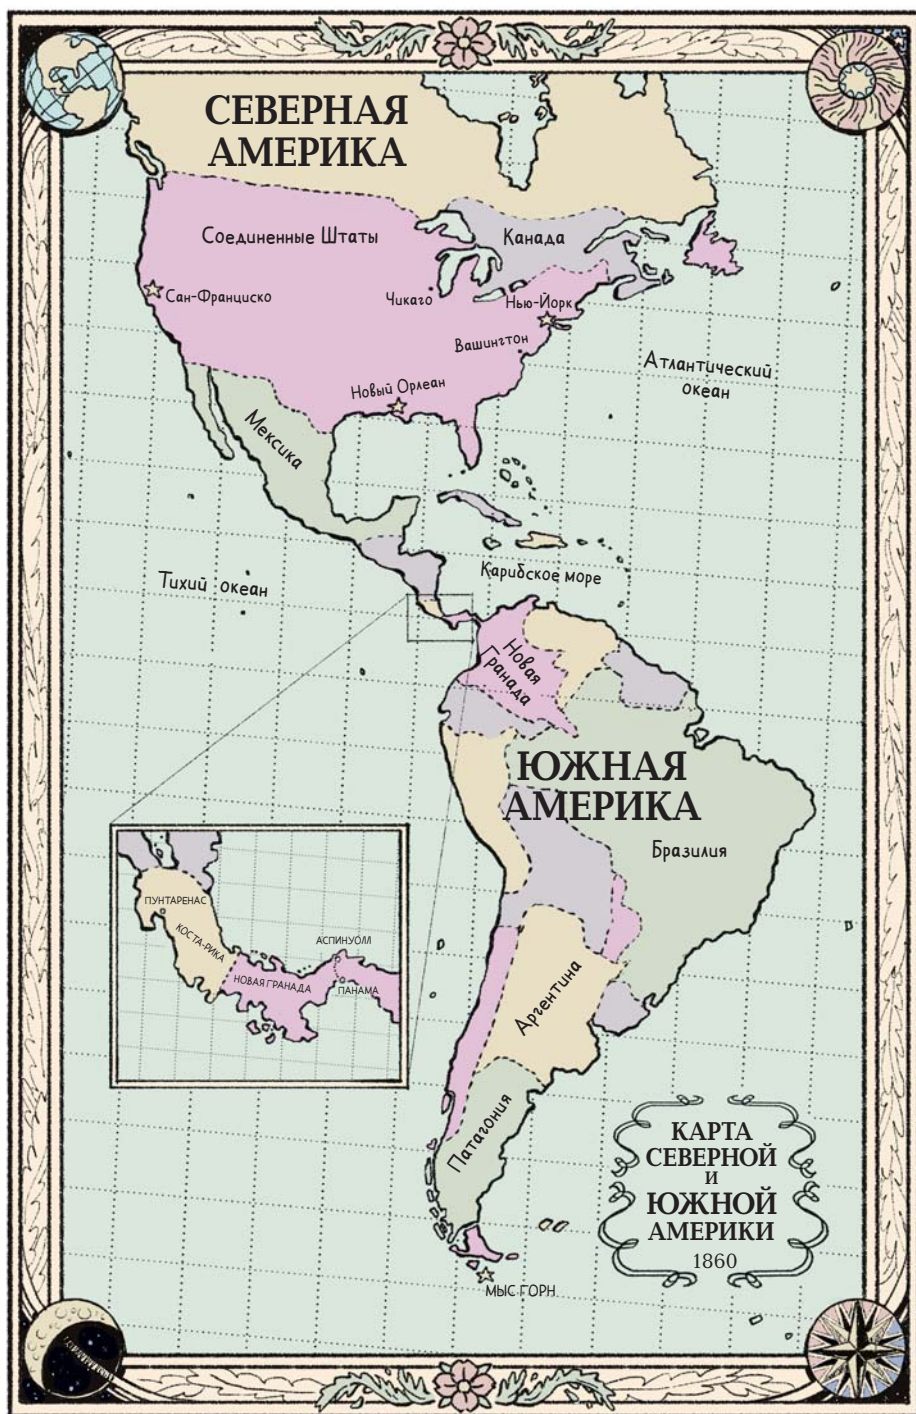 СЕВЕРНАЯ
АМЕРИКА
Соединенные Штаты
Канада
Сан-Франциско
Чикаго
Нью-Йорк
Вашингтон
Атлантический
океан
Новый Орлеан
Мексика
Тихий океан
Карибское море
Новая
Гранада
ЮЖНАЯ
АМЕРИКА
Бразилия
ПУНТАРЕНАС
КОСТА-РИКА
АСПИНУОЛЛ
НОВАЯ ГРАНАДА
ПАНАМА
Аргентина
Патагония
КАРТА
СЕВЕРНОЙ
И
ЮЖНОЙ
АМЕРИКИ
1860
МЫС ГОРН